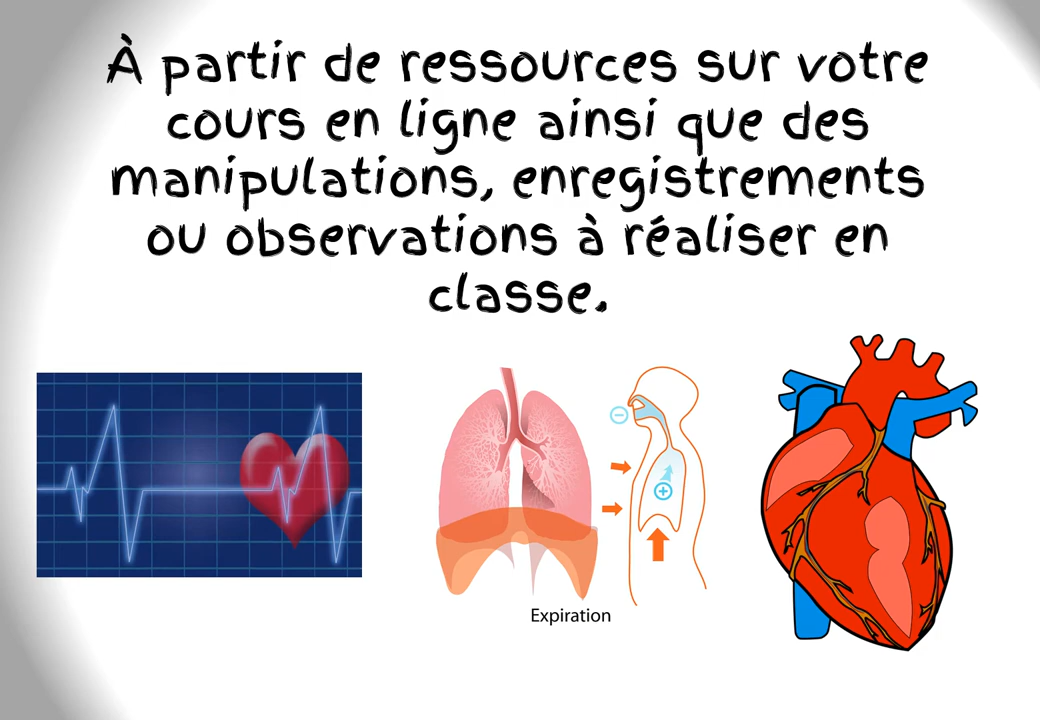 À partir de ressources sur votre
cours en ligne ainsi que des
manipulations, enregistrements
ou observations à réaliser en
classe.
−
+
Expiration